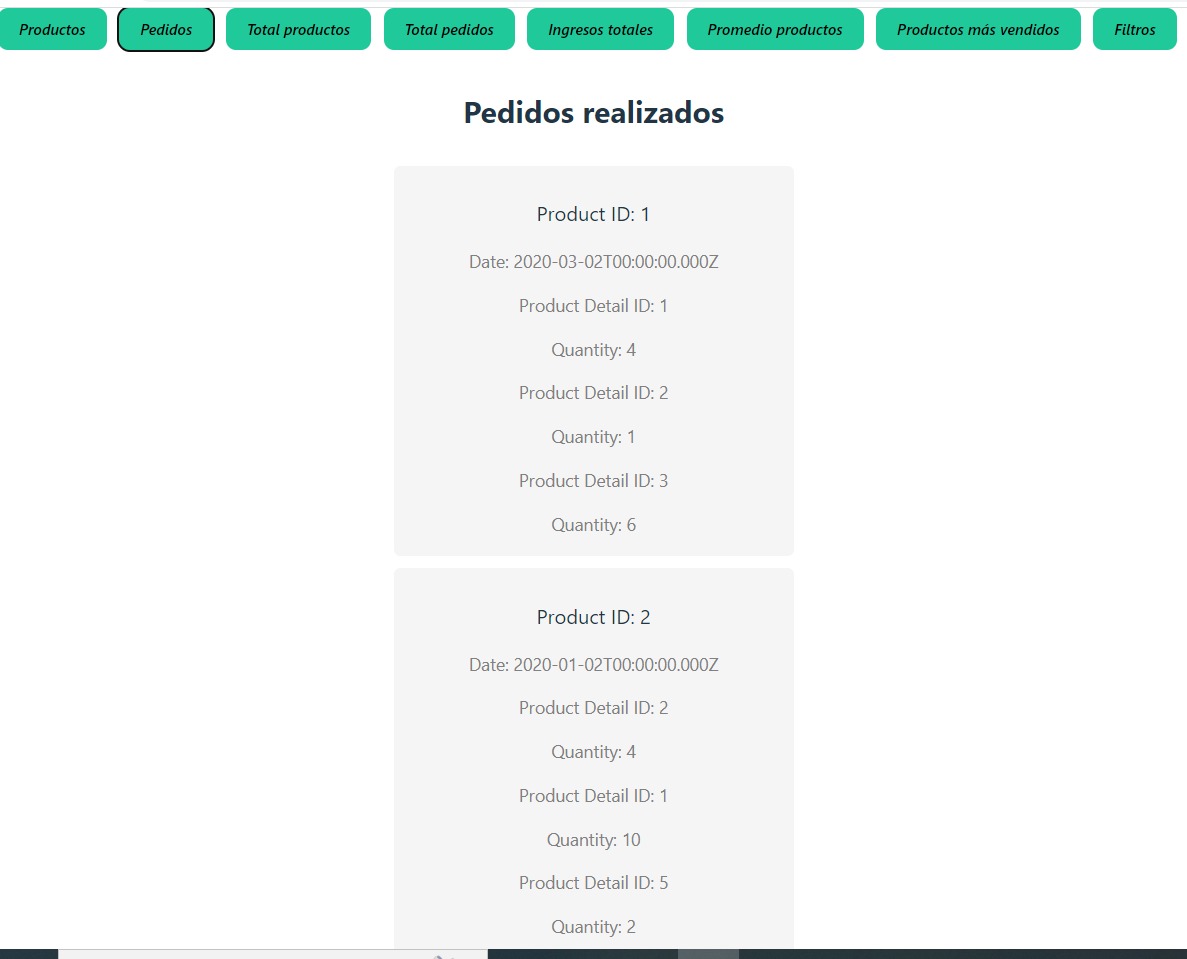 Productos Pedidos Total productos Total pedidos Ingresos totales Promedio productos Productos más vendidos Filtros
Pedidos realizados
Product ID: 1
Date: 2020-03-02T00:00:00.000Z
Product Detail ID: 1
Quantity: 4
Product Detail ID: 2
Quantity: 1
Product Detail ID: 3
Quantity: 6
Product ID: 2
Date: 2020-01-02T00:00:00.000Z
Product Detail ID: 2
Quantity: 4
Product Detail ID: 1
Quantity: 10
Product Detail ID: 5
Quantity: 2